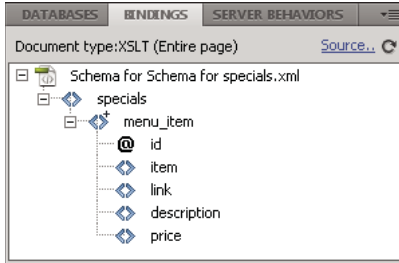 DATABASES BINDINGS SERVER BEHAVIORS
Document type:XSLT (Entire page) Source..
Schema for Schema for specials.xml
specials
menu_item
@ id
item
link
description
price